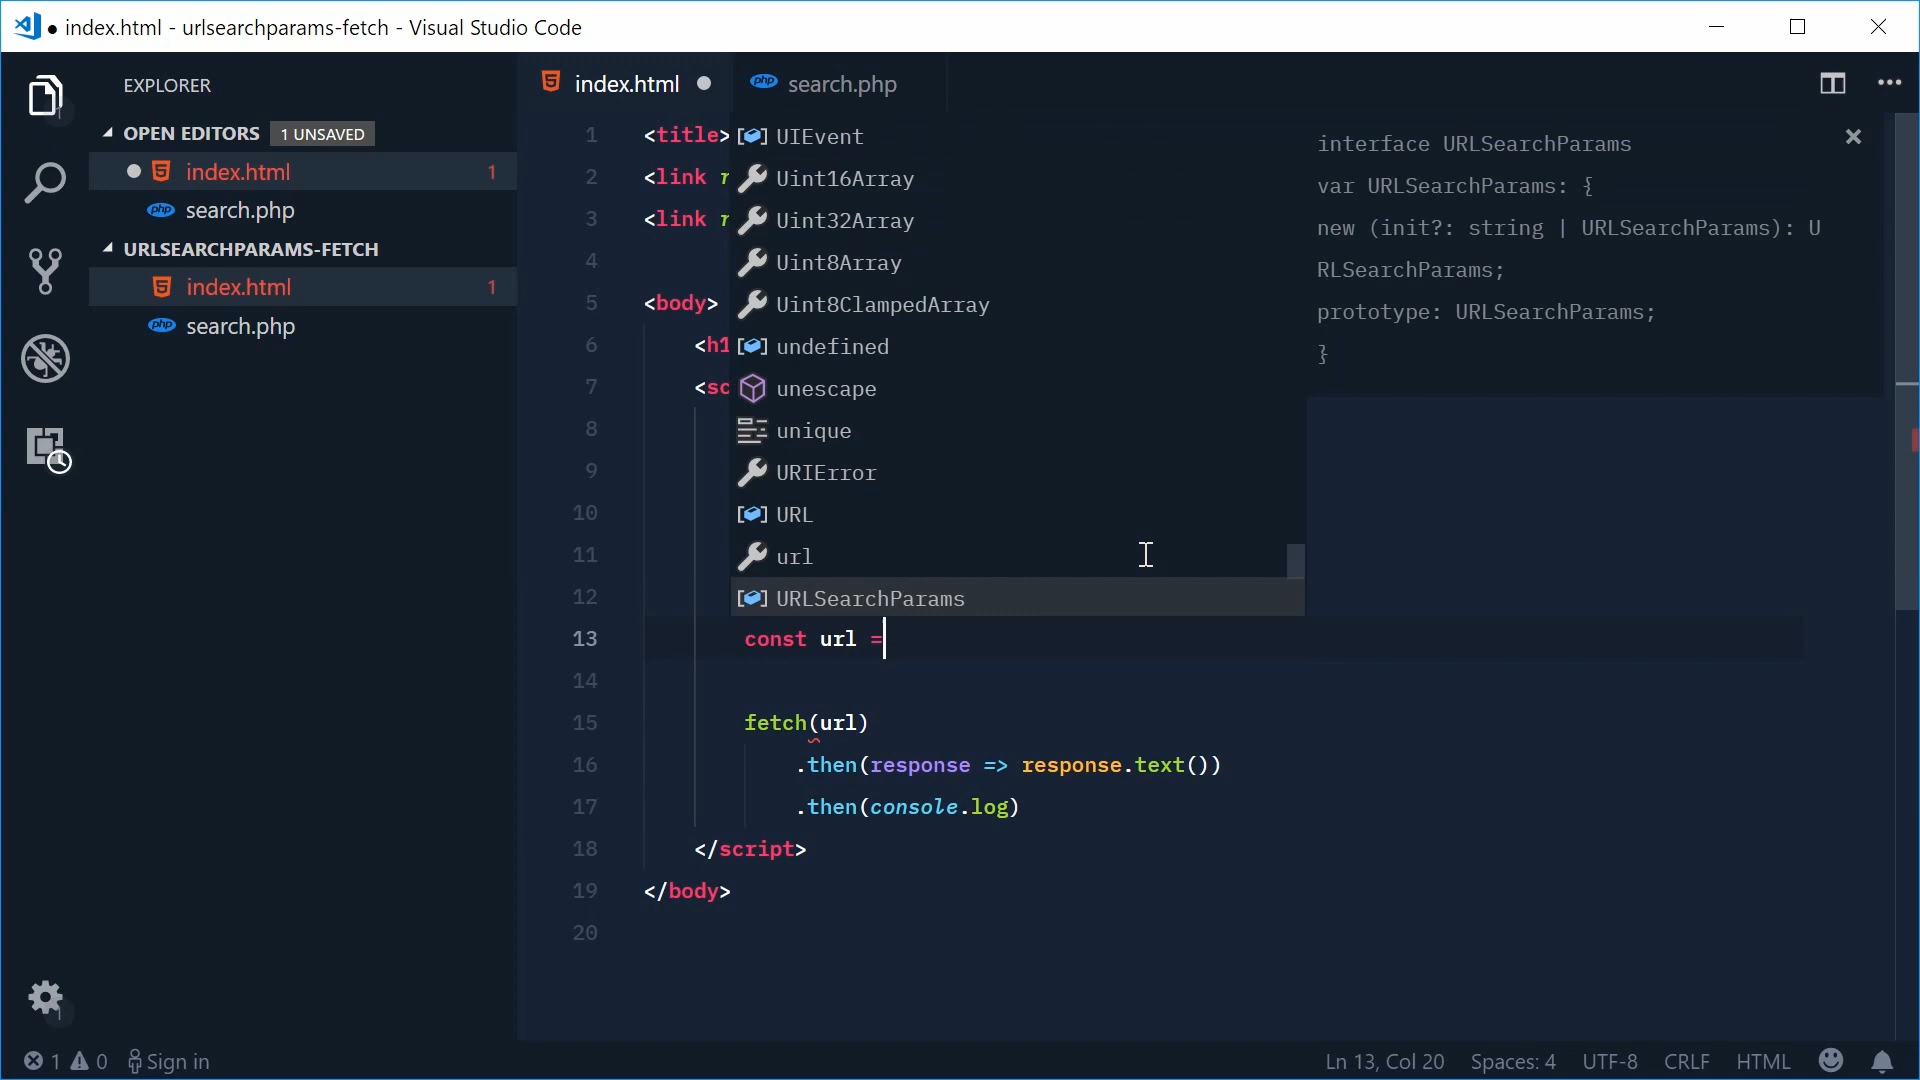 ● index.html - urlsearchparams-fetch - Visual Studio Code
EXPLORER
OPEN EDITORS 1 UNSAVED
index.html 1
search.php
URLSEARCHPARAMS-FETCH
index.html 1
search.php
index.html
php search.php
1 <title>
2 <link r
3 <link r
4
5 <body>
6 <h1
7 <sc
8
9
10
11
12
13 const url =
14
15 fetch(url)
16 .then(response => response.text())
17 .then(console.log)
18 </script>
19 </body>
20
UIEvent
Uint16Array
Uint32Array
Uint8Array
Uint8ClampedArray
undefined
unescape
unique
URIError
URL
url
URLSearchParams
interface URLSearchParams
var URLSearchParams: {
new (init?: string | URLSearchParams): U
RLSearchParams;
prototype: URLSearchParams;
}
1 0 Sign in
Ln 13, Col 20 Spaces: 4 UTF-8 CRLF HTML